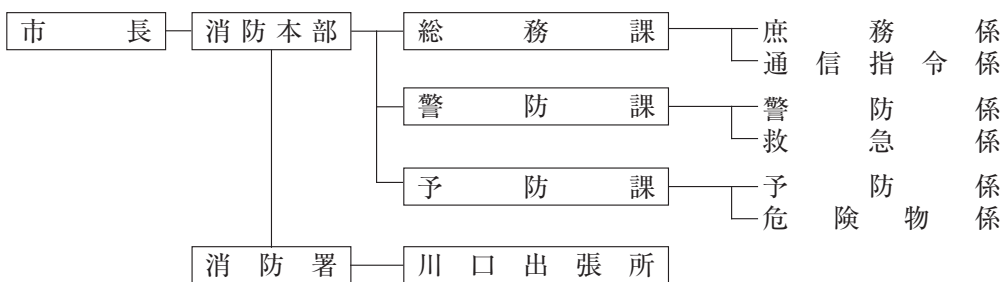 市長 消防本部 総務課 庶務係
通信指令係
警防課 警防係
救急係
予防課 予防係
危険物係
消防署 川口出張所